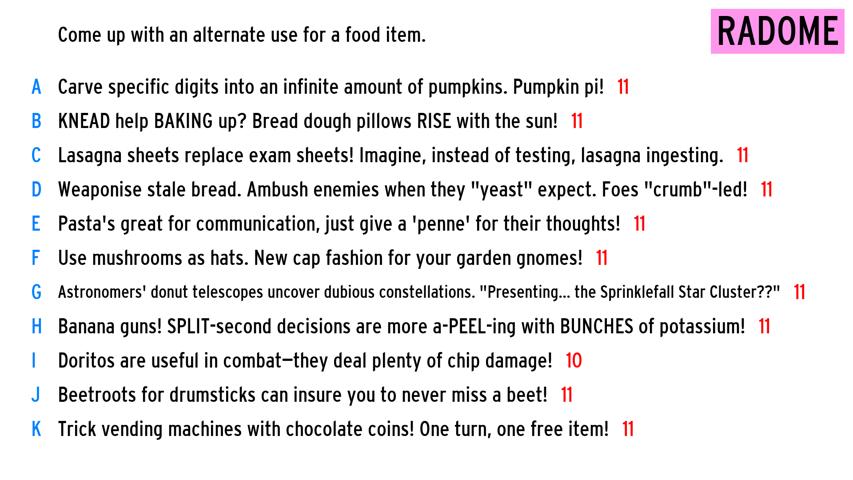 Come up with an alternate use for a food item.
RADOME
A Carve specific digits into an infinite amount of pumpkins. Pumpkin pi! 11
B KNEAD help BAKING up? Bread dough pillows RISE with the sun! 11
C Lasagna sheets replace exam sheets! Imagine, instead of testing, lasagna ingesting. 11
D Weaponise stale bread. Ambush enemies when they "yeast" expect. Foes "crumb"-led! 11
E Pasta's great for communication, just give a 'penne' for their thoughts! 11
F Use mushrooms as hats. New cap fashion for your garden gnomes! 11
G Astronomers' donut telescopes uncover dubious constellations. "Presenting... the Sprinklefall Star Cluster??" 11
H Banana guns! SPLIT-second decisions are more a-PEEL-ing with BUNCHES of potassium! 11
I Doritos are useful in combat—they deal plenty of chip damage! 10
J Beetroots for drumsticks can insure you to never miss a beet! 11
K Trick vending machines with chocolate coins! One turn, one free item! 11